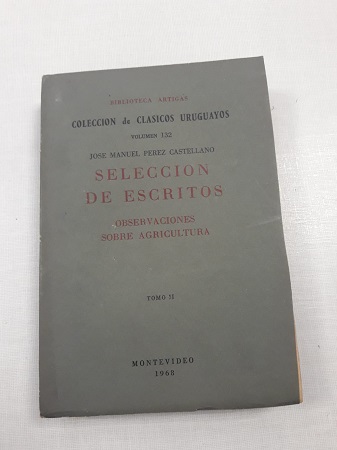 BIBLIOTECA ARTIGAS
COLECCION de CLASICOS URUGUAYOS
VOLUMEN 132
JOSE MANUEL PEREZ CASTELLANO
SELECCION
DE ESCRITOS
OBSERVACIONES
SOBRE AGRICULTURA
TOMO II
MONTEVIDEO
1968